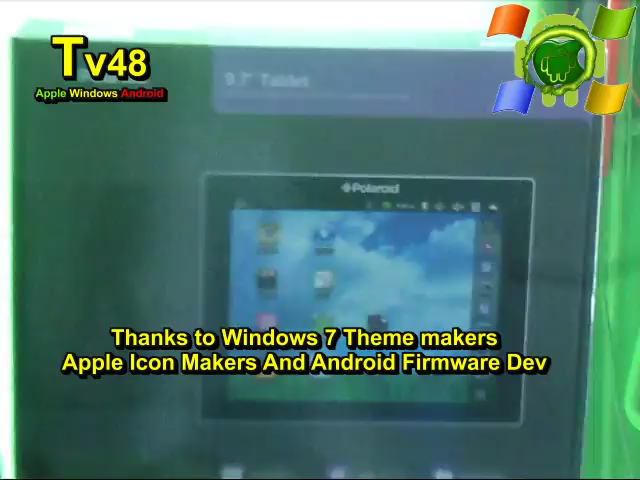 Tv48
Apple Windows Android
9.7" Tablet
Polaroid
Thanks to Windows 7 Theme makers
Apple Icon Makers And Android Firmware Dev